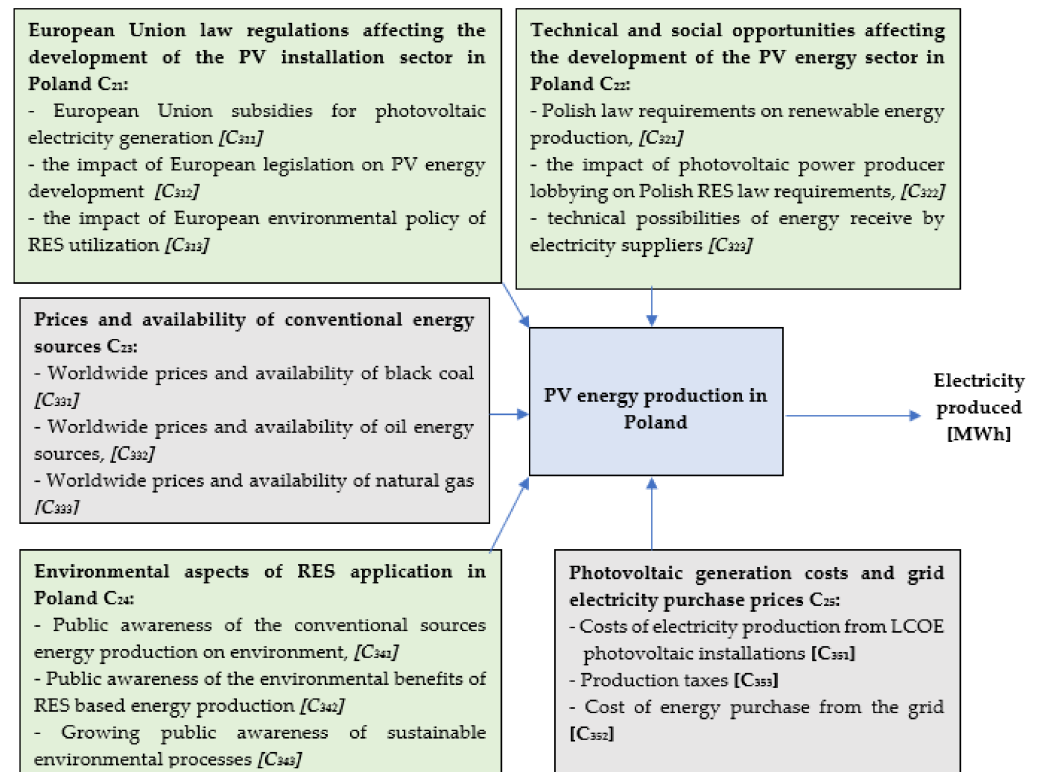 European Union law regulations affecting the
development of the PV installation sector in
Poland C₂₁:
- European Union subsidies for photovoltaic
electricity generation [C₃₁₁]
- the impact of European legislation on PV energy
development [C₃₁₂]
- the impact of European environmental policy of
RES utilization [C₃₁₃]
Technical and social opportunities affecting
the development of the PV energy sector in
Poland C₂₂:
- Polish law requirements on renewable energy
production, [C₃₂₁]
- the impact of photovoltaic power producer
lobbying on Polish RES law requirements, [C₃₂₂]
- technical possibilities of energy receive by
electricity suppliers [C₃₂₃]
Prices and availability of conventional energy
sources C₂₃:
- Worldwide prices and availability of black coal
[C₃₃₁]
- Worldwide prices and availability of oil energy
sources, [C₃₃₂]
- Worldwide prices and availability of natural gas
[C₃₃₃]
PV energy production in
Poland
Electricity
produced
[MWh]
Environmental aspects of RES application in
Poland C₂₄:
- Public awareness of the conventional sources
energy production on environment, [C₃₄₁]
- Public awareness of the environmental benefits of
RES based energy production [C₃₄₂]
- Growing public awareness of sustainable
environmental processes [C₃₄₃]
Photovoltaic generation costs and grid
electricity purchase prices C₂₅:
- Costs of electricity production from LCOE
photovoltaic installations [C₃₅₁]
- Production taxes [C₃₅₃]
- Cost of energy purchase from the grid
[C₃₅₂]